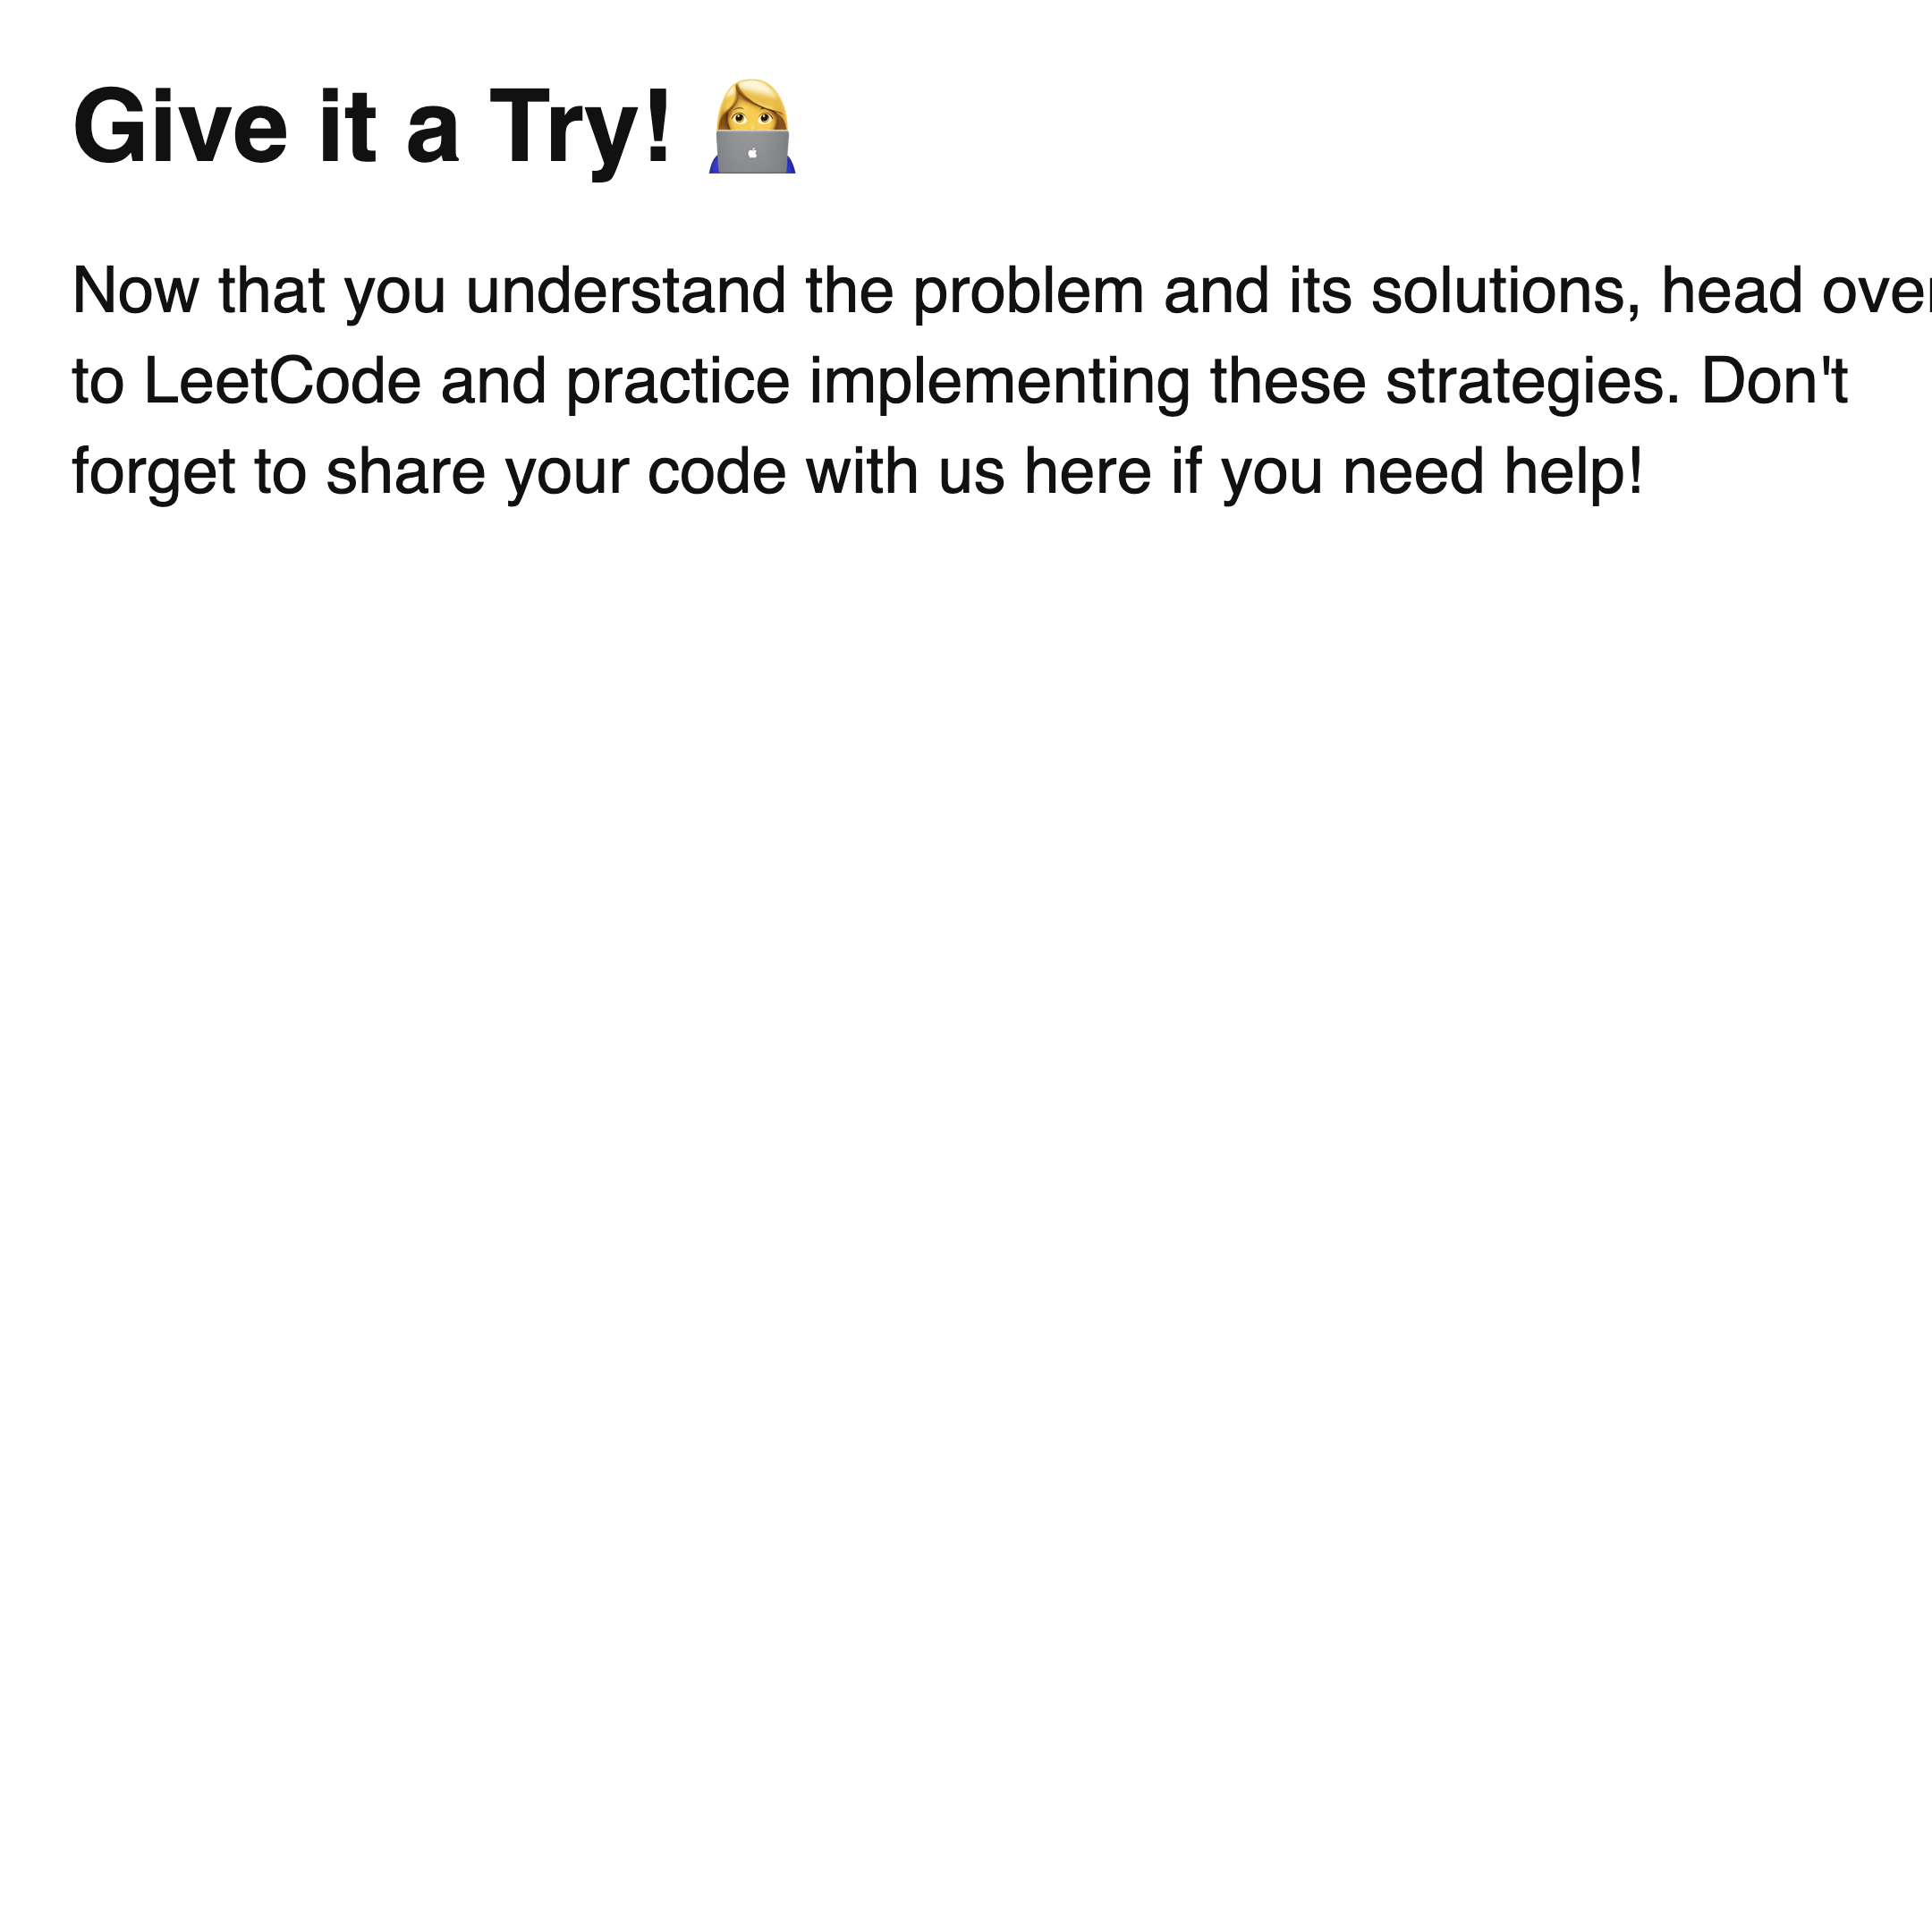 Give it a Try! 👩‍💻
Now that you understand the problem and its solutions, head over
to LeetCode and practice implementing these strategies. Don't
forget to share your code with us here if you need help!